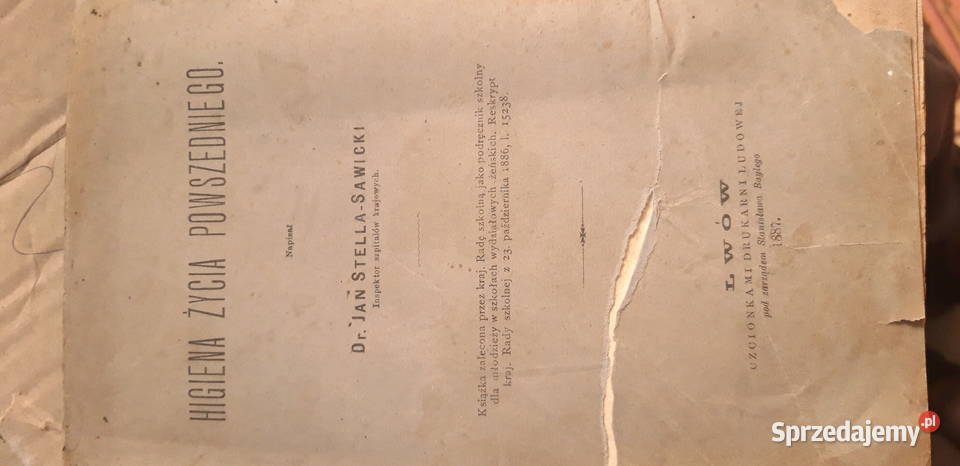 HIGIENA ŻYCIA POWSZEDNIEGO.
Napisał
Dr. JAN STELLA-SAWICKI
Inspektor szpitalów krajowych.
Książka zalecona przez kraj. Radę szkolną jako podręcznik szkolny
dla młodzieży w szkołach wydziałowych żeńskich. Reskrypt
kraj. Rady szkolnej z 23. października 1886, l. 15238.
LWÓW
CZCIONKAMI DRUKARNI LUDOWEJ
pod zarządem Stanisława Baylego
1887.
Sprzedajemy.pl